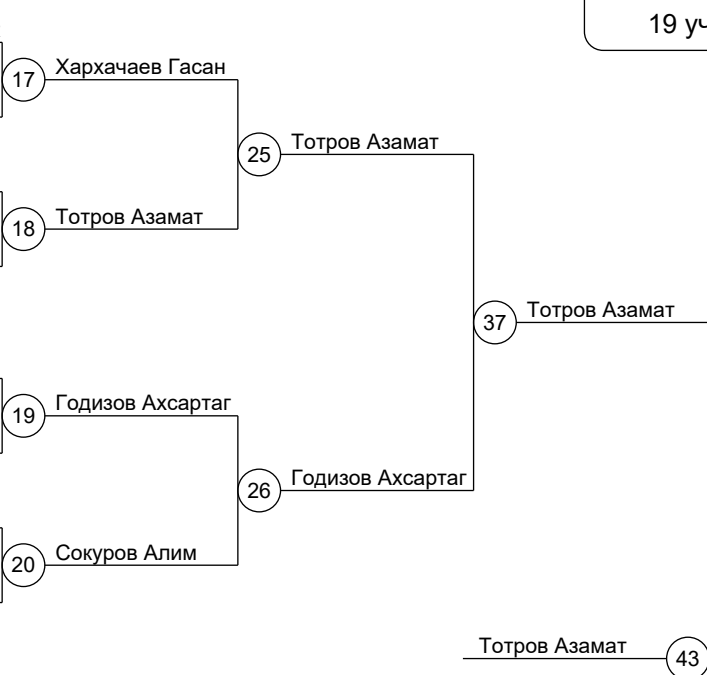 19 уч
17 Хархачаев Гасан
25 Тотров Азамат
18 Тотров Азамат
37 Тотров Азамат
19 Годизов Ахсартаг
26 Годизов Ахсартаг
20 Сокуров Алим
Тотров Азамат 43